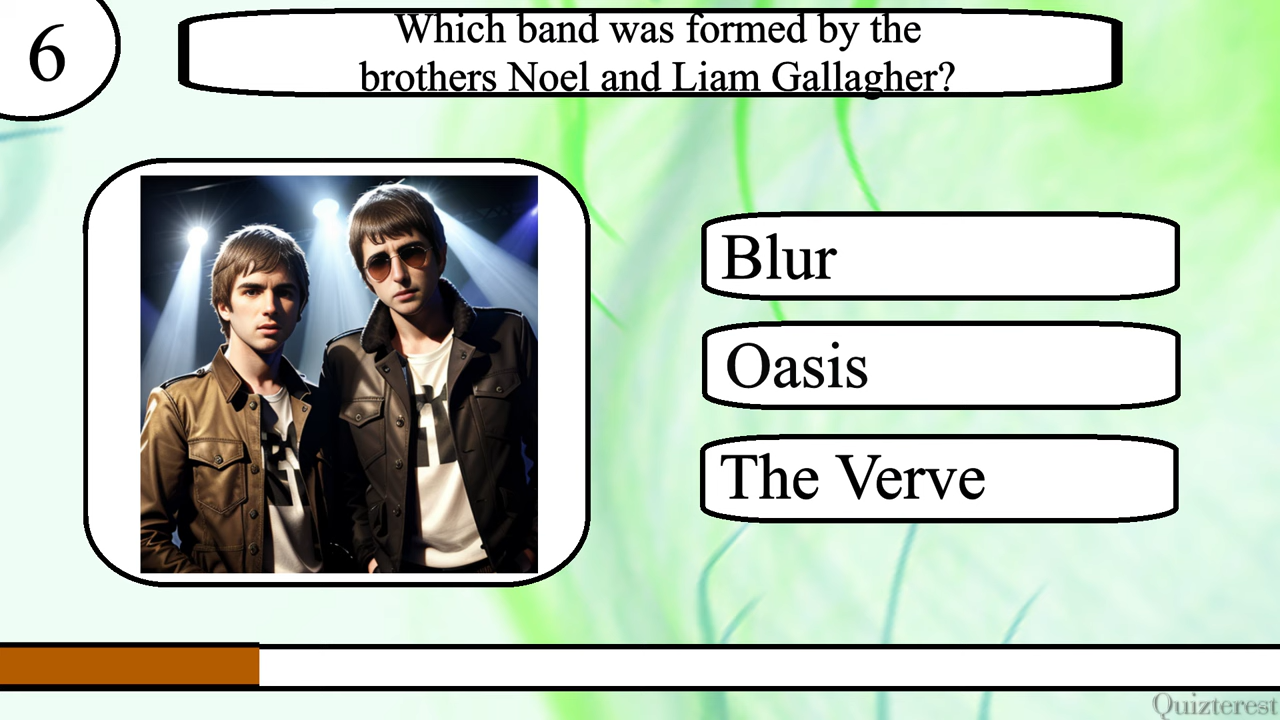 6
Which band was formed by the
brothers Noel and Liam Gallagher?
Blur
Oasis
The Verve
Quizterest